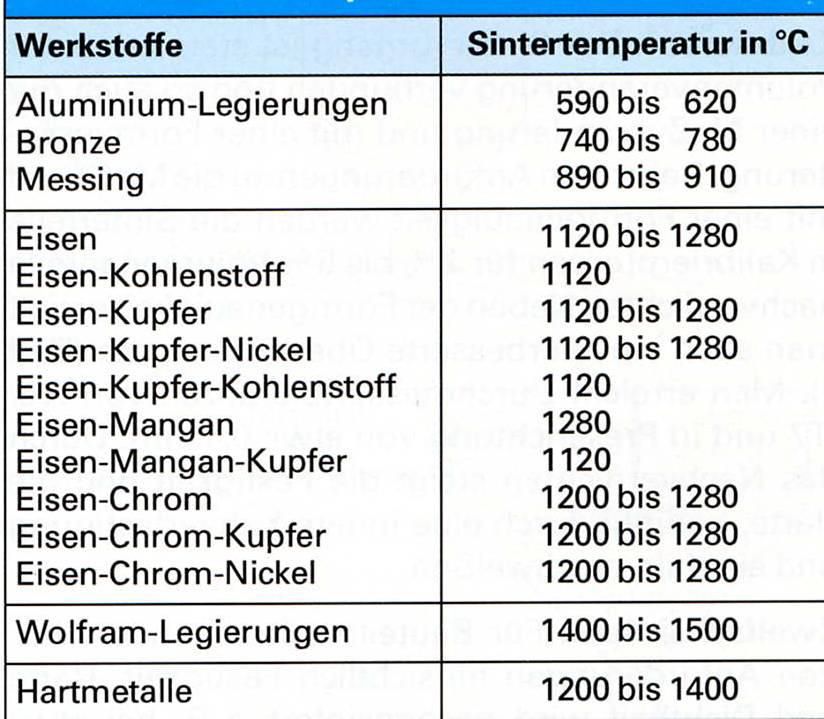 Werkstoffe Sintertemperatur in °C
Aluminium-Legierungen 590 bis 620
Bronze 740 bis 780
Messing 890 bis 910
Eisen 1120 bis 1280
Eisen-Kohlenstoff 1120
Eisen-Kupfer 1120 bis 1280
Eisen-Kupfer-Nickel 1120 bis 1280
Eisen-Kupfer-Kohlenstoff 1120
Eisen-Mangan 1280
Eisen-Mangan-Kupfer 1120
Eisen-Chrom 1200 bis 1280
Eisen-Chrom-Kupfer 1200 bis 1280
Eisen-Chrom-Nickel 1200 bis 1280
Wolfram-Legierungen 1400 bis 1500
Hartmetalle 1200 bis 1400